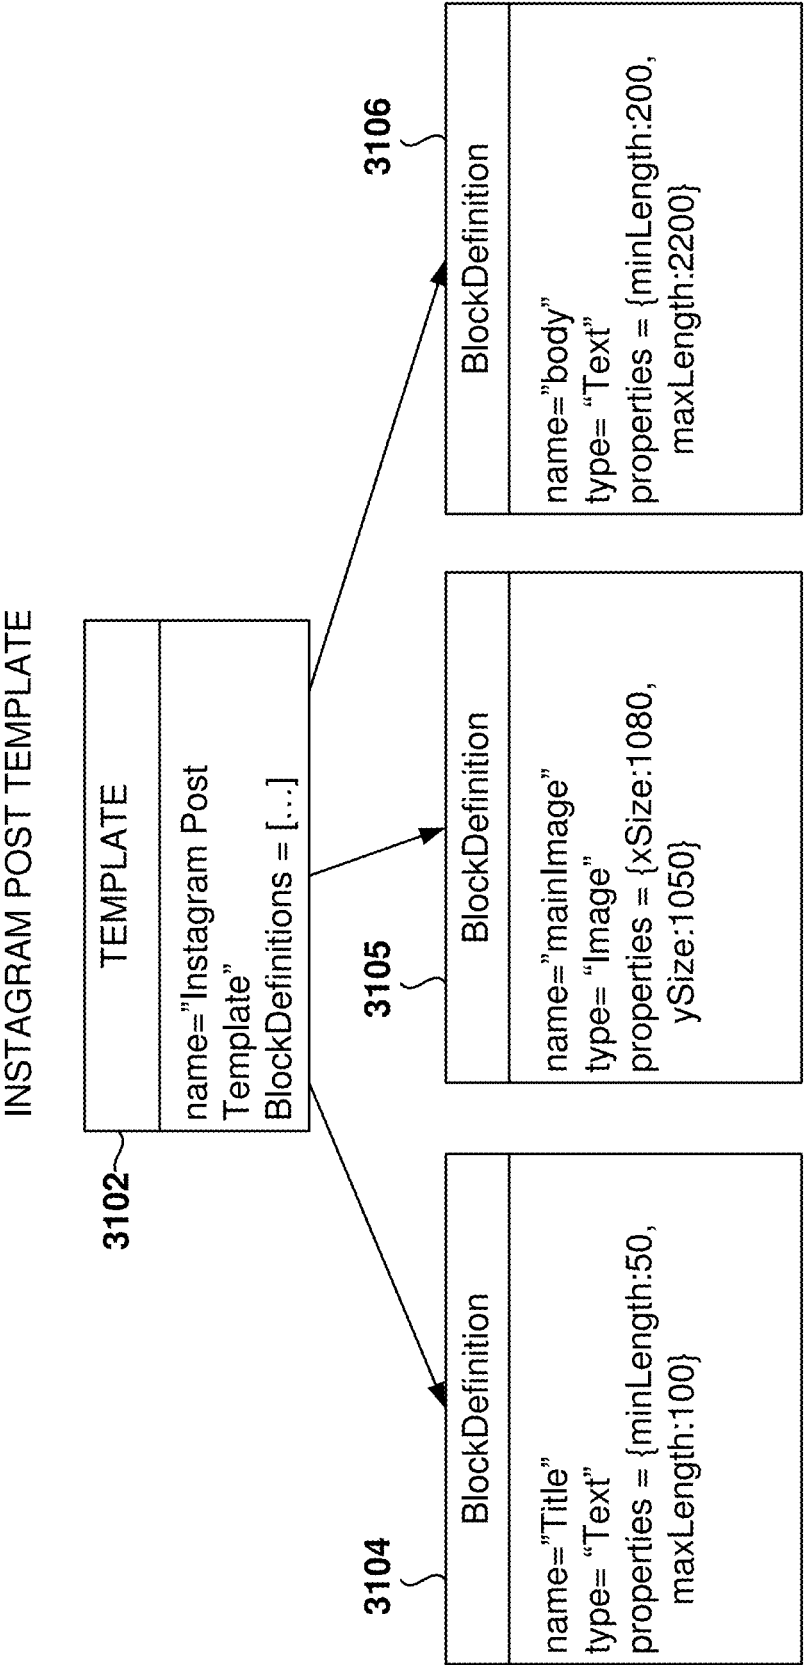 INSTAGRAM POST TEMPLATE
3102
TEMPLATE
name=”Instagram Post
Template”
BlockDefinitions = [...]
3104
BlockDefinition
name=”Title”
type= “Text”
properties = {minLength:50,
maxLength:100}
3105
BlockDefinition
name=”mainImage”
type= “Image”
properties = {xSize:1080,
ySize:1050}
3106
BlockDefinition
name=”body”
type= “Text”
properties = {minLength:200,
maxLength:2200}